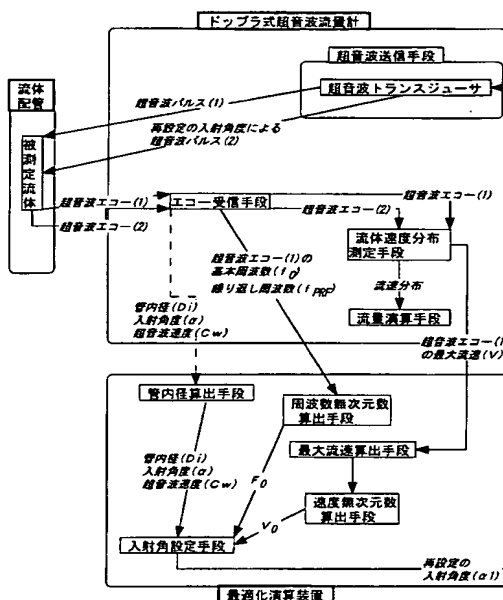 ドップラ式超音波流量計
超音波送信手段
超音波トランスジューサ
流体
配管
被測定流体
超音波パルス(1)
再設定の入射角度による
超音波パルス(2)
超音波エコー(1)
超音波エコー(2)
エコー受信手段
超音波エコー(1)
超音波エコー(2)
流体速度分布
測定手段
超音波エコー(1)の
基本周波数(f0)
繰り返し周波数(fPRF)
流速分布
流量演算手段
管内径(Di)
入射角度(α)
超音波速度(Cw)
超音波エコー(1)
の最大流速(V)
管内径算出手段
周波数無次元数
算出手段
最大流速算出手段
管内径(Di)
入射角度(α)
超音波速度(Cw)
F0
速度無次元数
算出手段
V0
入射角設定手段
再設定の
入射角度(α1)
最適化演算装置